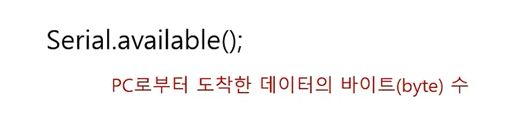 Serial.available();
PC로부터 도착한 데이터의 바이트(byte) 수